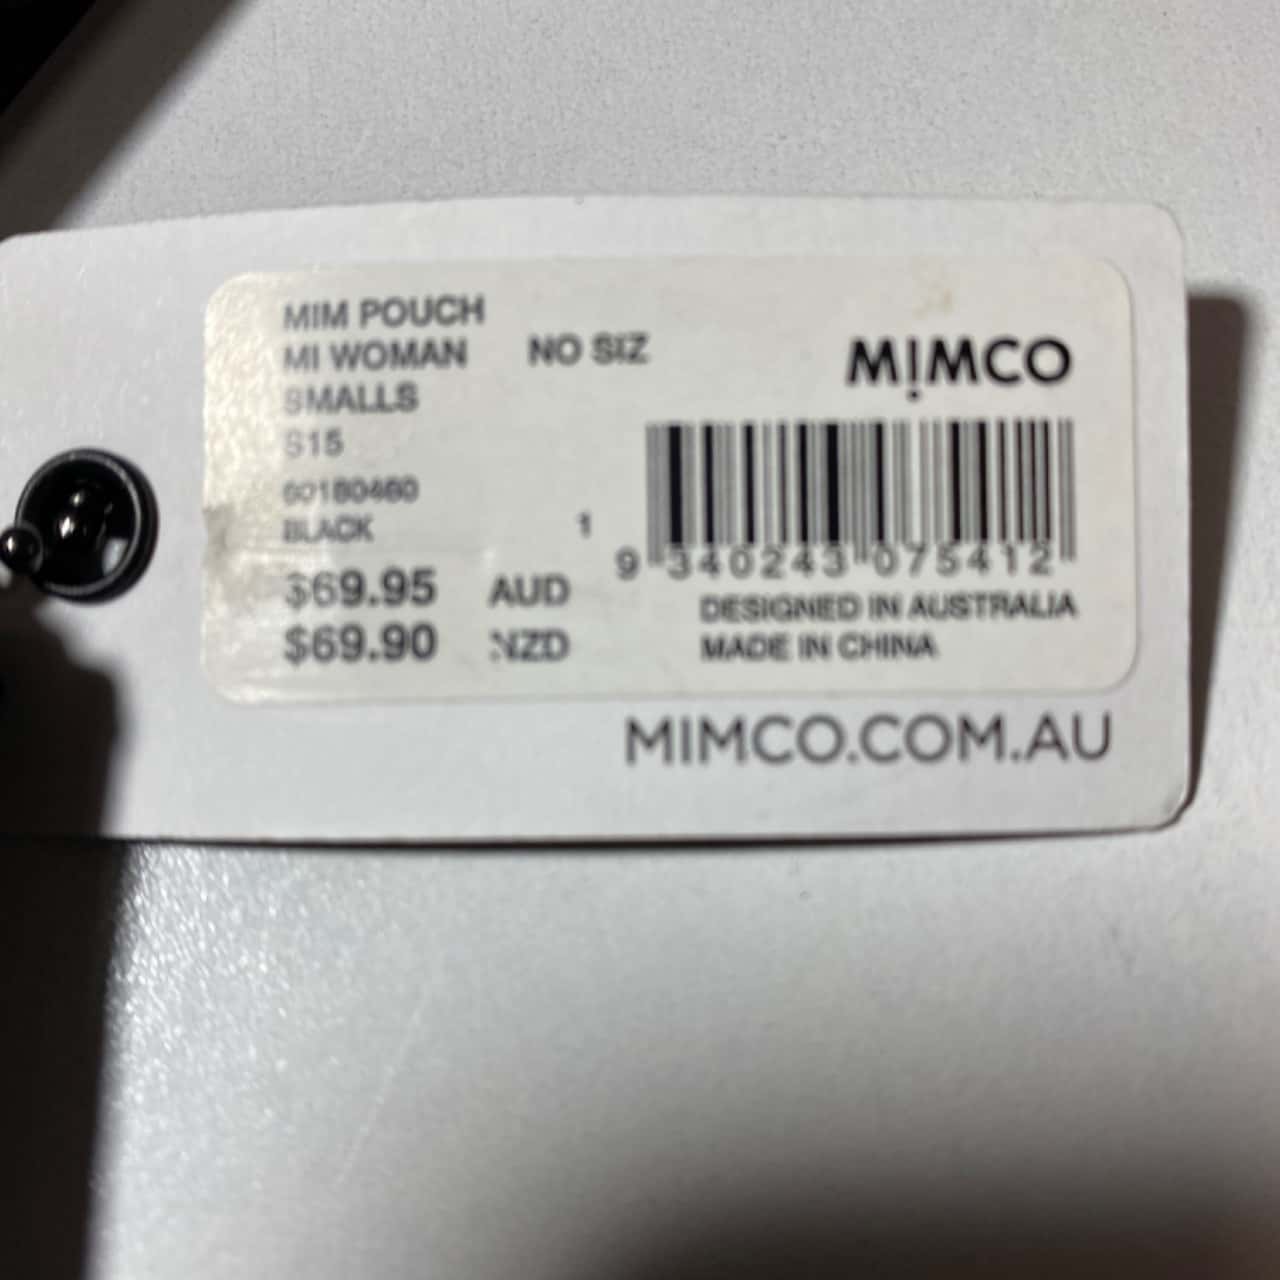 MIM POUCH
MI WOMAN NO SIZ
SMALLS
S15
60180460
BLACK 1
$69.95 AUD
$69.90 NZD
MiMCO
9 340243 075412
DESIGNED IN AUSTRALIA
MADE IN CHINA
MIMCO.COM.AU